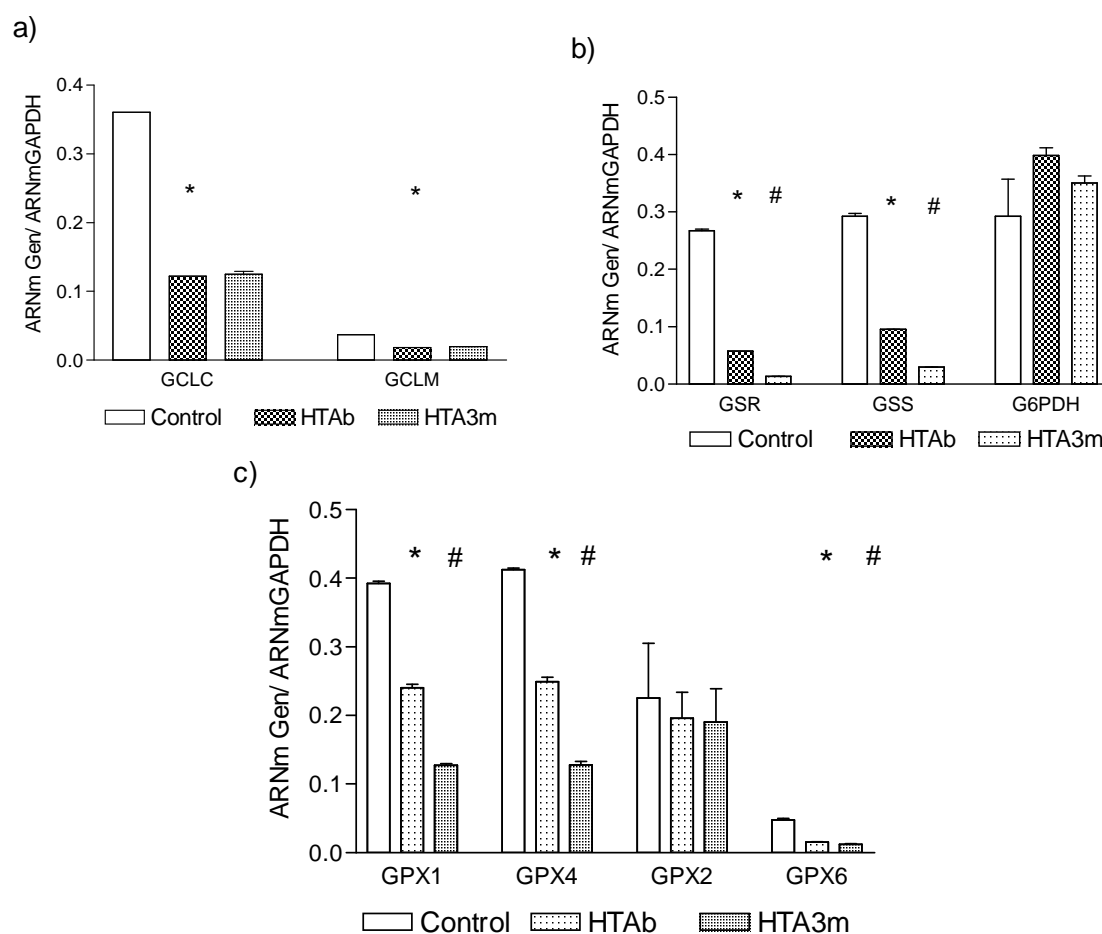 a)
ARNm Gen/ ARNmGAPDH
0.4
0.3
0.2
0.1
0.0
*
*
GCLC GCLM
Control HTAb HTA3m
b)
ARNm Gen/ ARNmGAPDH
0.5
0.4
0.3
0.2
0.1
0.0
* # * #
GSR GSS G6PDH
Control HTAb HTA3m
c)
ARNm Gen/ ARNmGAPDH
0.5
0.4
0.3
0.2
0.1
0.0
* # * # * #
GPX1 GPX4 GPX2 GPX6
Control HTAb HTA3m